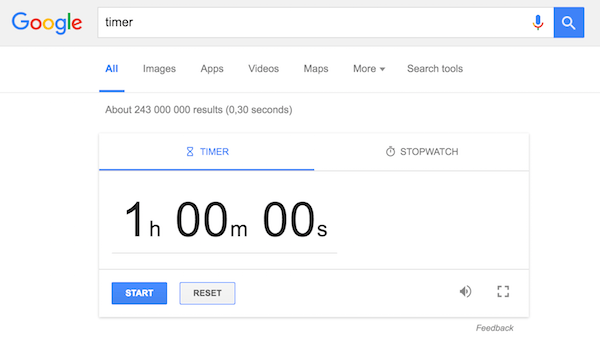 Google timer
All Images Apps Videos Maps More Search tools
About 243 000 000 results (0,30 seconds)
TIMER STOPWATCH
1h 00m 00s
START RESET
Feedback